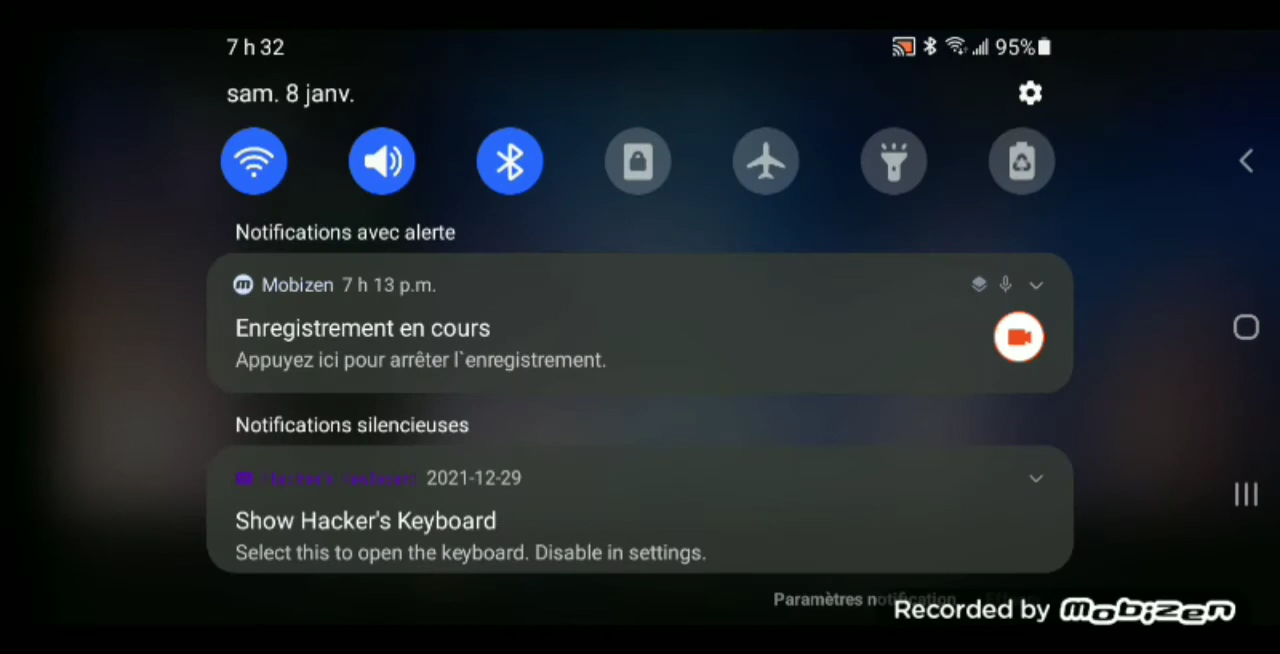 7 h 32
95%
sam. 8 janv.
Notifications avec alerte
Mobizen 7 h 13 p.m.
Enregistrement en cours
Appuyez ici pour arrêter l`enregistrement.
Notifications silencieuses
Hacker's Keyboard 2021-12-29
Show Hacker's Keyboard
Select this to open the keyboard. Disable in settings.
Paramètres notification
Recorded by mobizen